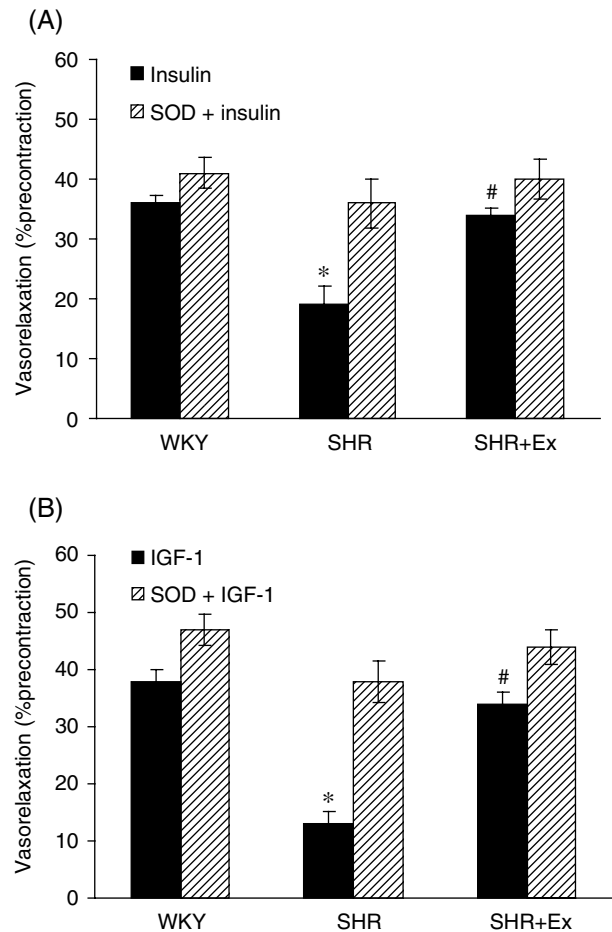 (A)
60
50
40
30
20
10
0
Vasorelaxation (%precontraction)
Insulin
SOD + insulin
*
#
WKY SHR SHR+Ex
(B)
60
50
40
30
20
10
0
Vasorelaxation (%precontraction)
IGF-1
SOD + IGF-1
*
#
WKY SHR SHR+Ex